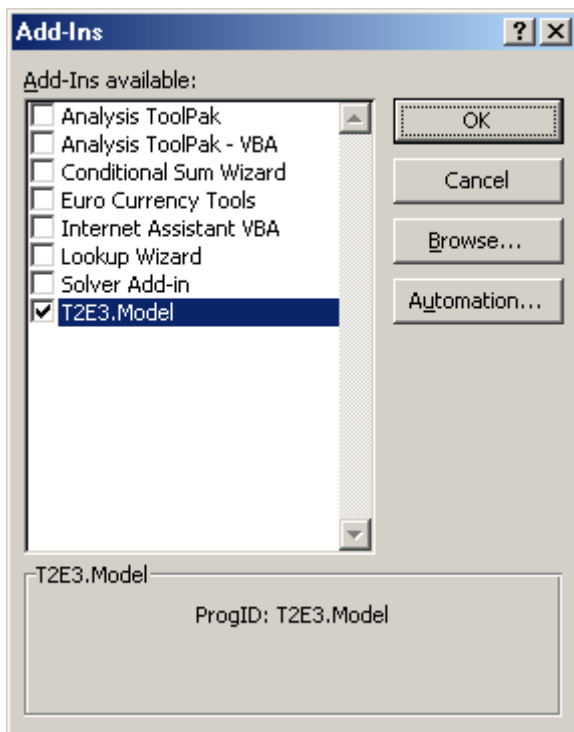 Add-Ins
Add-Ins available:
Analysis ToolPak
Analysis ToolPak - VBA
Conditional Sum Wizard
Euro Currency Tools
Internet Assistant VBA
Lookup Wizard
Solver Add-in
T2E3.Model
OK
Cancel
Browse...
Automation...
T2E3.Model
ProgID: T2E3.Model